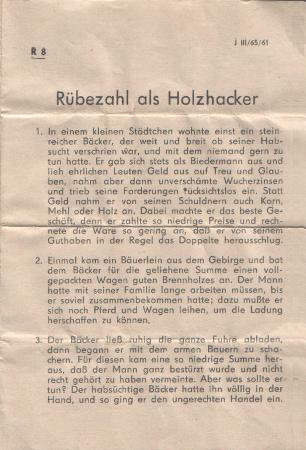 J III/65/61
R 8
Rübezahl als Holzhacker
1. In einem kleinen Städtchen wohnte einst ein stein-
reicher Bäcker, der weit und breit ob seiner Hab-
sucht verschrien war, und mit dem niemand gern zu
tun hatte. Er gab sich stets als Biedermann aus und
lieh ehrlichen Leuten Geld aus auf Treu und Glau-
ben, nahm aber dann unverschämte Wucherzinsen
und trieb seine Forderungen rücksichtslos ein. Statt
Geld nahm er von seinen Schuldnern auch Korn,
Mehl oder Holz an. Dabei machte er das beste Ge-
schäft, denn er zahlte so niedrige Preise und rech-
nete die Ware so gering an, daß er von seinem
Guthaben in der Regel das Doppelte herausschlug.
2. Einmal kam ein Bäuerlein aus dem Gebirge und bot
dem Bäcker für die geliehene Summe einen voll-
gepackten Wagen guten Brennholzes an. Der Mann
hatte mit seiner Familie lange arbeiten müssen, bis
er soviel zusammenbekommen hatte; dazu mußte er
sich noch Pferd und Wagen leihen, um die Ladung
herschaffen zu können.
3. Der Bäcker ließ ruhig die ganze Fuhre abladen,
dann begann er mit dem armen Bauern zu scha-
chern. Für diesen kam eine so niedrige Summe her-
aus, daß der Mann ganz bestürzt wurde und nicht
recht gehört zu haben vermeinte. Aber was sollte er
tun? Der habsüchtige Bäcker hatte ihn völlig in der
Hand, und so ging er den ungerechten Handel ein.